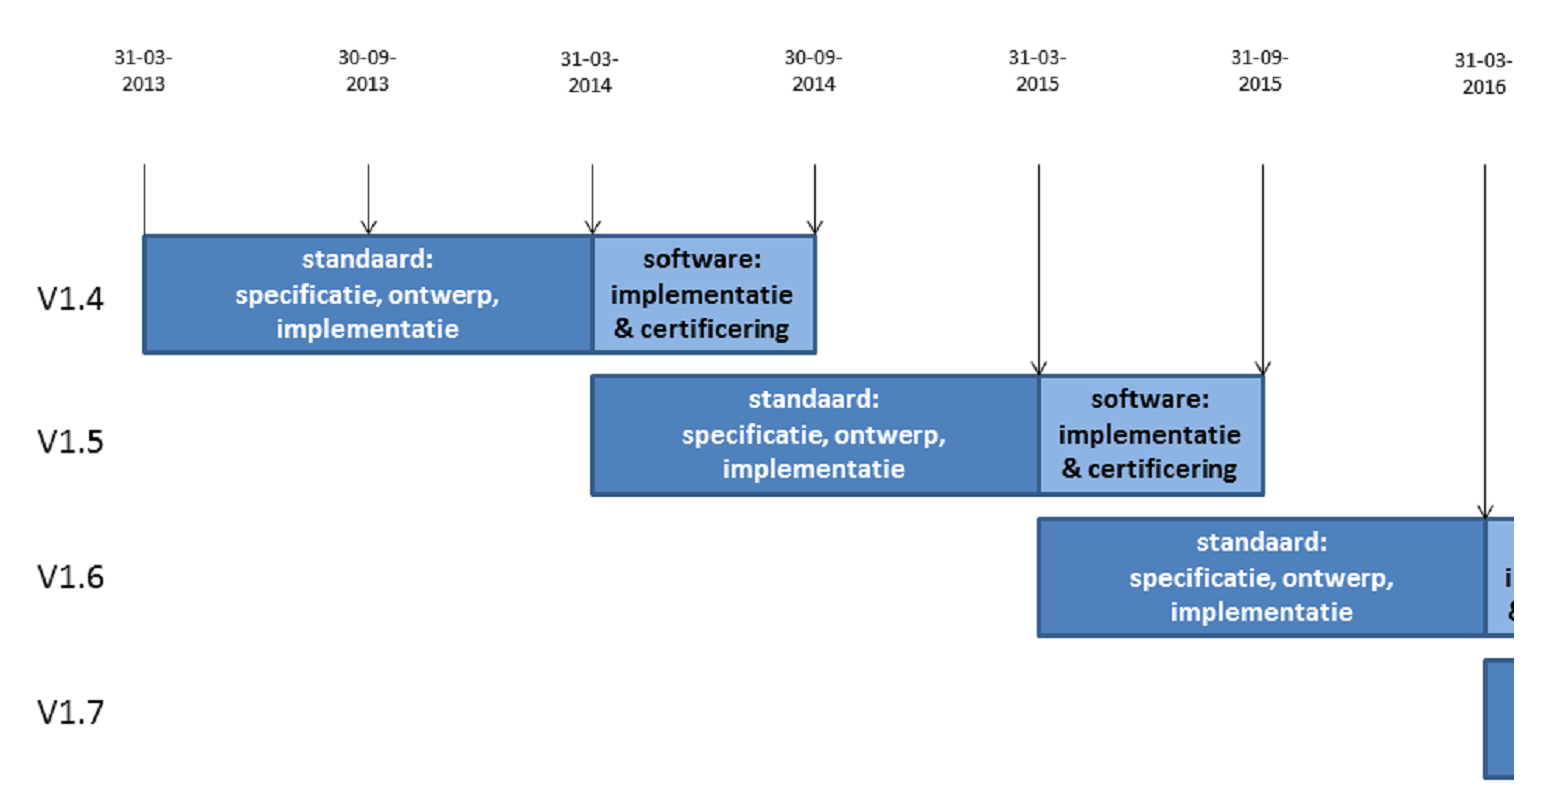 31-03-
2013
30-09-
2013
31-03-
2014
30-09-
2014
31-03-
2015
31-09-
2015
31-03-
2016
V1.4
standaard:
specificatie, ontwerp,
implementatie
software:
implementatie
& certificering
V1.5
standaard:
specificatie, ontwerp,
implementatie
software:
implementatie
& certificering
V1.6
standaard:
specificatie, ontwerp,
implementatie
i
&
V1.7